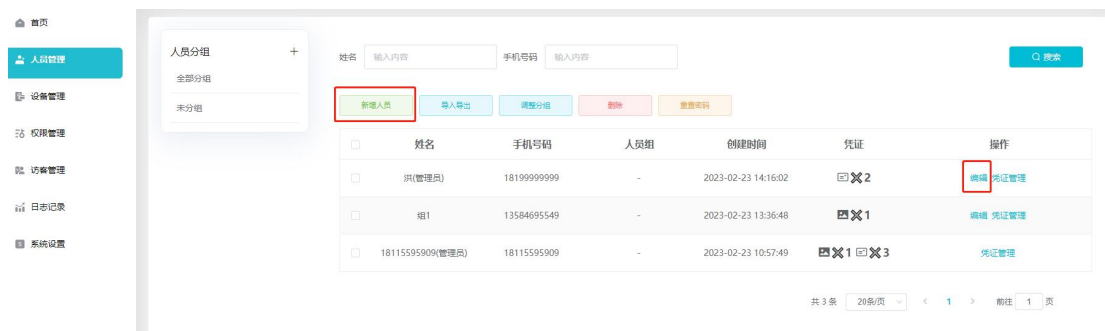 首页
人员管理
设备管理
权限管理
访客管理
日志记录
系统设置
人员分组 +
全部分组
未分组
姓名 输入内容 手机号码 输入内容 搜索
新增人员 导入导出 调整分组 删除 重置密码
姓名 手机号码 人员组 创建时间 凭证 操作
洪(管理员) 18199999999 - 2023-02-23 14:16:02 2 编辑 凭证管理
组1 13584695549 - 2023-02-23 13:36:48 1 编辑 凭证管理
18115595909(管理员) 18115595909 - 2023-02-23 10:57:49 1 3 凭证管理
共 3 条 20条/页 < 1 > 前往 1 页